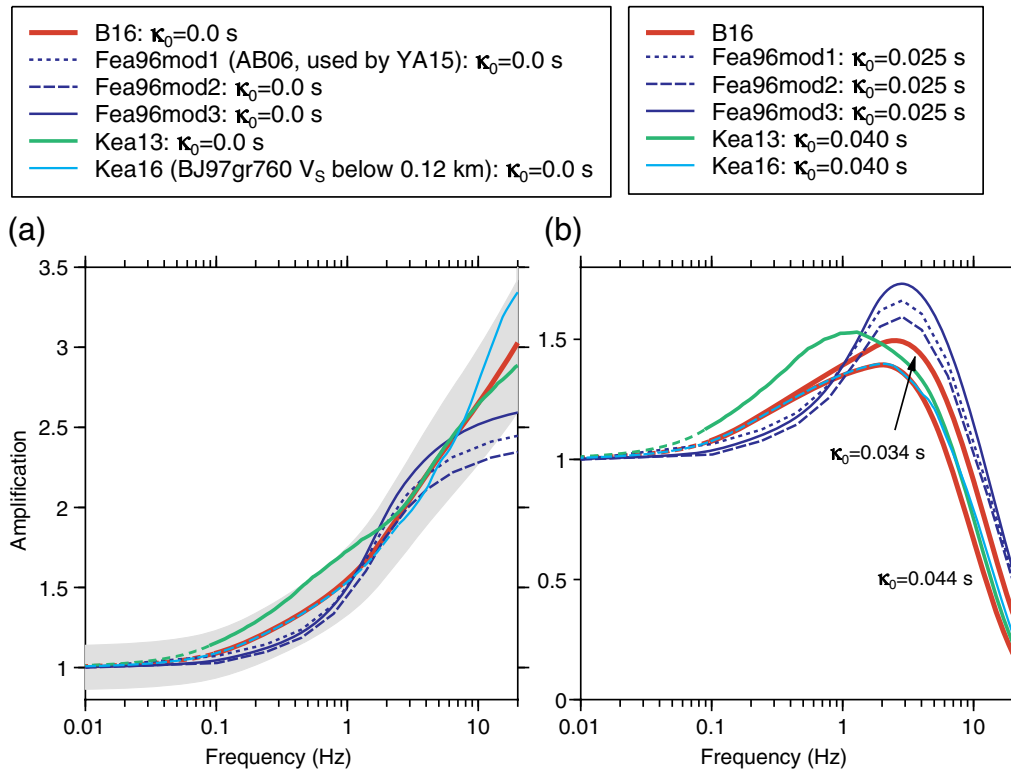 B16: κ₀=0.0 s
Fea96mod1 (AB06, used by YA15): κ₀=0.0 s
Fea96mod2: κ₀=0.0 s
Fea96mod3: κ₀=0.0 s
Kea13: κ₀=0.0 s
Kea16 (BJ97gr760 V_S below 0.12 km): κ₀=0.0 s
B16
Fea96mod1: κ₀=0.025 s
Fea96mod2: κ₀=0.025 s
Fea96mod3: κ₀=0.025 s
Kea13: κ₀=0.040 s
Kea16: κ₀=0.040 s
(a)
3.5
3
2.5
2
1.5
1
Amplification
0.01
0.1
1
10
Frequency (Hz)
(b)
1.5
1
0.5
0
κ₀=0.034 s
κ₀=0.044 s
0.01
0.1
1
10
Frequency (Hz)